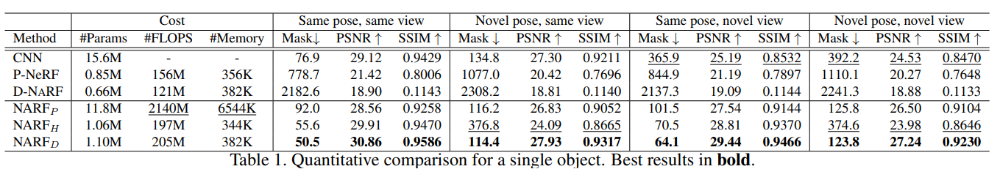 Cost Same pose, same view Novel pose, same view Same pose, novel view Novel pose, novel view
Method #Params #FLOPS #Memory Mask↓ PSNR ↑ SSIM ↑ Mask ↓ PSNR ↑ SSIM ↑ Mask ↓ PSNR ↑ SSIM ↑ Mask ↓ PSNR ↑ SSIM ↑
CNN 15.6M - - 76.9 29.12 0.9429 134.8 27.30 0.9211 365.9 25.19 0.8532 392.2 24.53 0.8470
P-NeRF 0.85M 156M 356K 778.7 21.42 0.8006 1077.0 20.42 0.7696 844.9 21.19 0.7897 1110.1 20.27 0.7648
D-NARF 0.66M 121M 382K 2182.6 18.90 0.1143 2308.2 18.81 0.1140 2137.3 19.09 0.1144 2241.3 18.88 0.1133
NARFP 11.8M 2140M 6544K 92.0 28.56 0.9258 116.2 26.83 0.9052 101.5 27.54 0.9144 125.8 26.50 0.9104
NARFH 1.06M 197M 344K 55.6 29.91 0.9470 376.8 24.09 0.8665 70.5 28.81 0.9370 374.6 23.98 0.8646
NARFD 1.10M 205M 382K 50.5 30.86 0.9586 114.4 27.93 0.9317 64.1 29.44 0.9466 123.8 27.24 0.9230
Table 1. Quantitative comparison for a single object. Best results in bold.